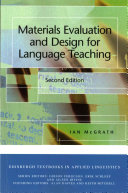 Materials Evaluation
and Design for
Language Teaching
Second Edition
IAN McGRATH
EDINBURGH TEXTBOOKS IN APPLIED LINGUISTICS